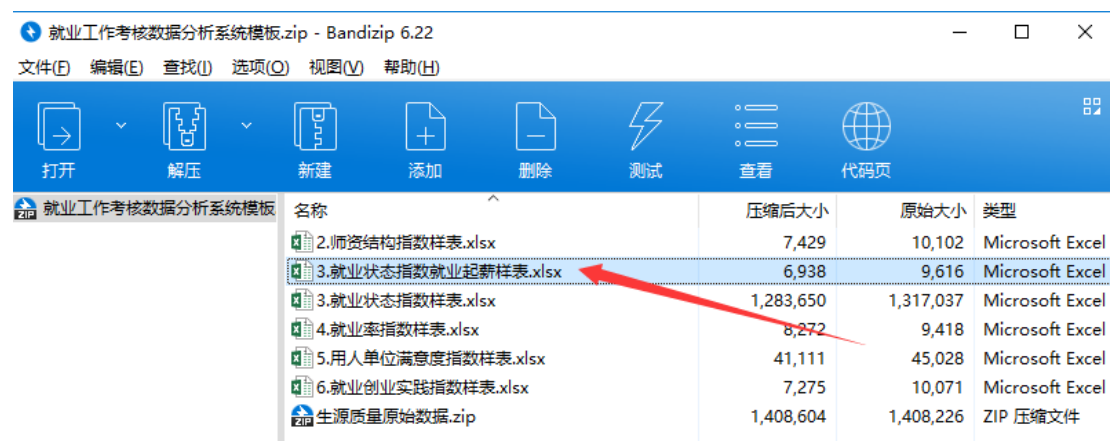 就业工作考核数据分析系统模板.zip - Bandizip 6.22
文件(F) 编辑(E) 查找(I) 选项(O) 视图(V) 帮助(H)
打开 解压 新建 添加 删除 测试 查看 代码页
就业工作考核数据分析系统模板
名称 压缩后大小 原始大小 类型
2.师资结构指数样表.xlsx 7,429 10,102 Microsoft Excel
3.就业状态指数就业起薪样表.xlsx 6,938 9,616 Microsoft Excel
3.就业状态指数样表.xlsx 1,283,650 1,317,037 Microsoft Excel
4.就业率指数样表.xlsx 8,272 9,418 Microsoft Excel
5.用人单位满意度指数样表.xlsx 41,111 45,028 Microsoft Excel
6.就业创业实践指数样表.xlsx 7,275 10,071 Microsoft Excel
生源质量原始数据.zip 1,408,604 1,408,226 ZIP 压缩文件